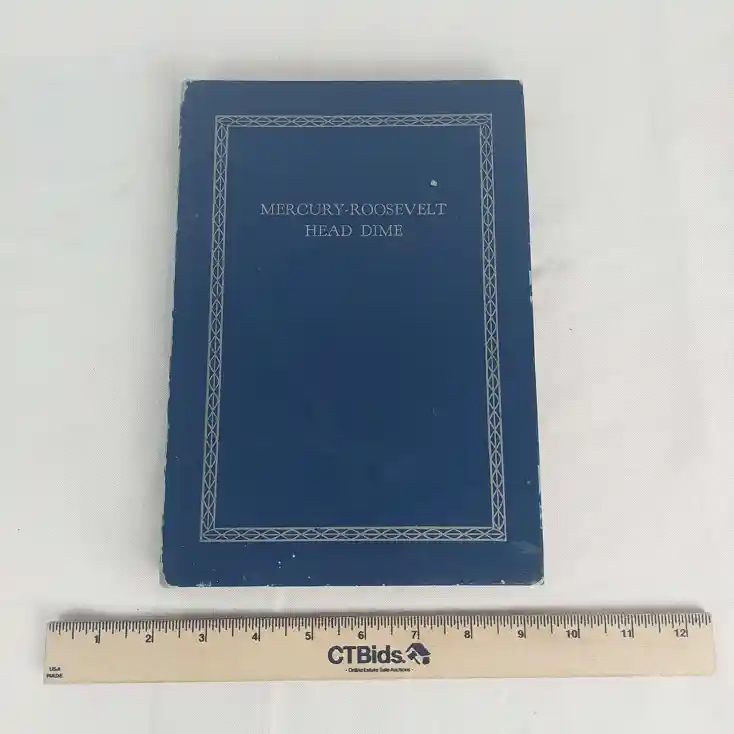 MERCURY-ROOSEVELT
HEAD DIME
1 2 3 4 5 6 7 8 9 10 11 12
CTBids.
- Online Estate Sale Auctions -
USA
MADE